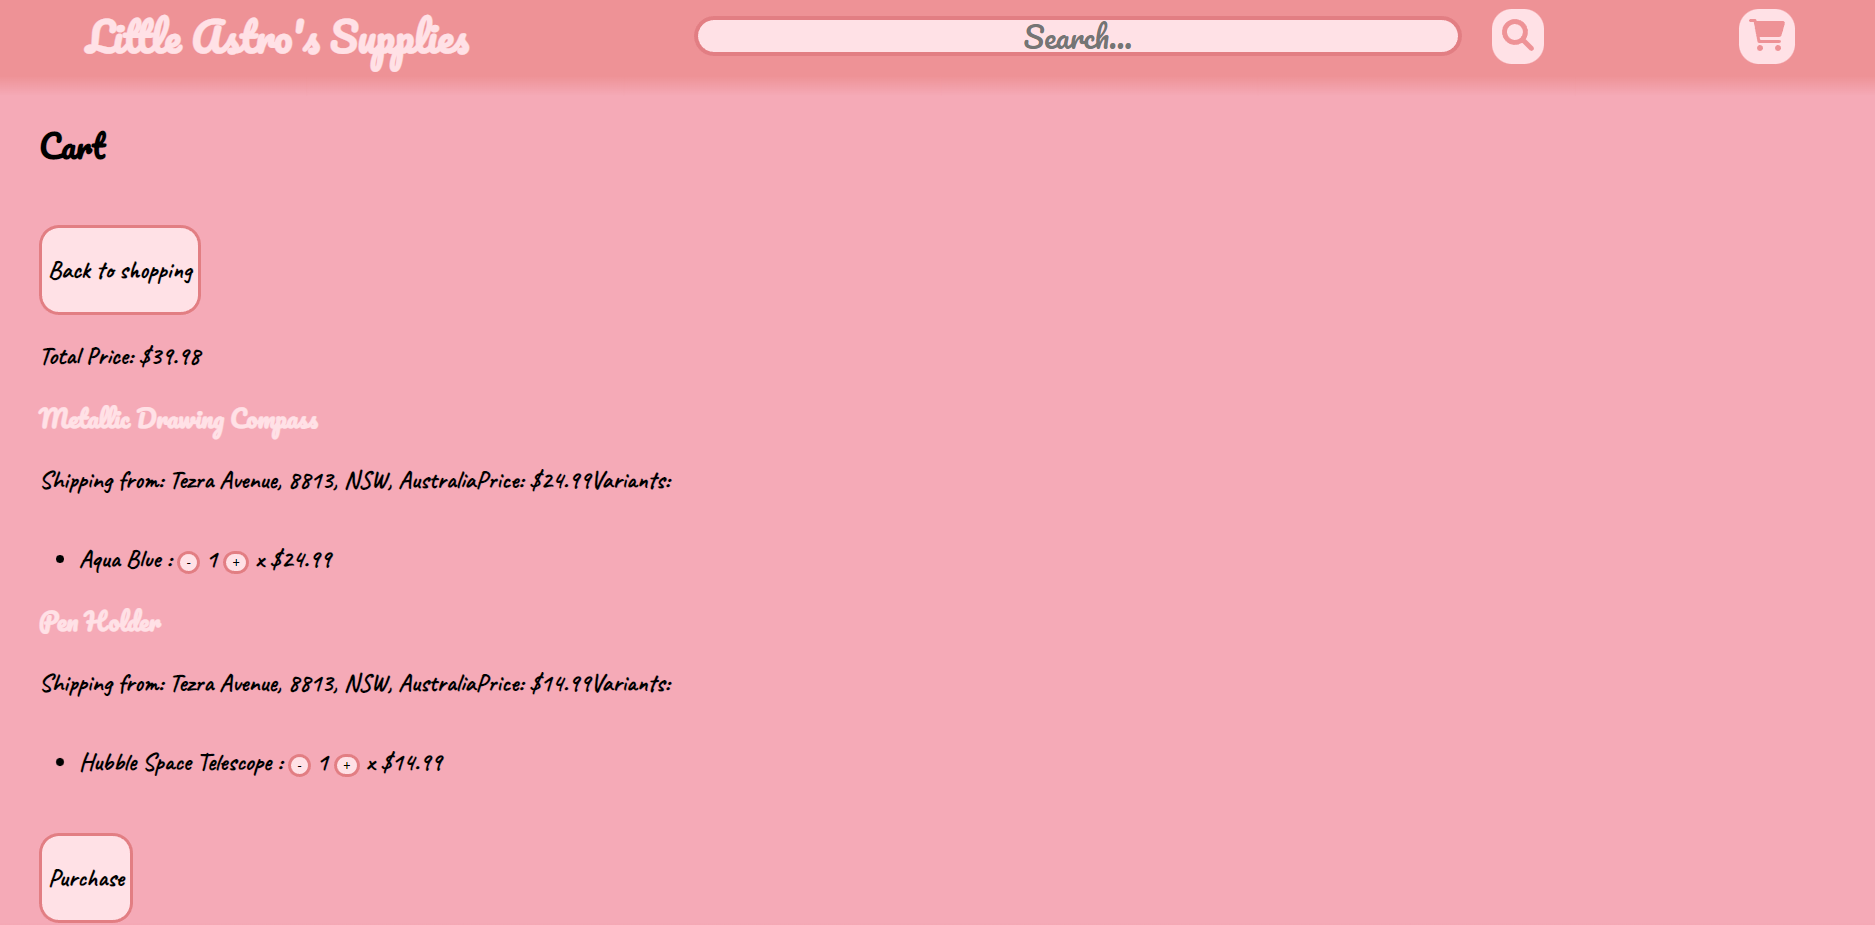 Little Astro's Supplies
Search...
Cart
Back to shopping
Total Price: $39.98
Metallic Drawing Compass
Shipping from: Tezra Avenue, 8813, NSW, AustraliaPrice: $24.99Variants:
Aqua Blue : - 1 + x $24.99
Pen Holder
Shipping from: Tezra Avenue, 8813, NSW, AustraliaPrice: $14.99Variants:
Hubble Space Telescope : - 1 + x $14.99
Purchase